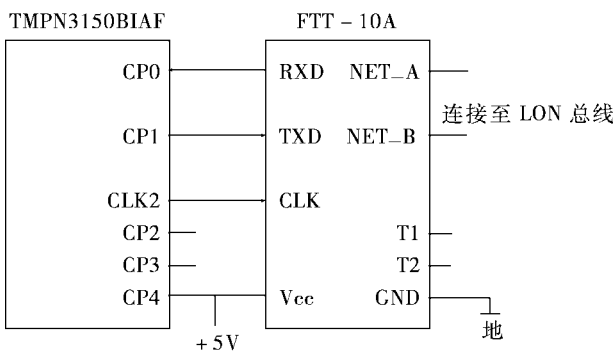 TMPN3150BIAF FTT-10A
CP0 RXD NET_A
连接至 LON 总线
CP1 TXD NET_B
CLK2 CLK
CP2 T1
CP3 T2
CP4 Vcc GND
+5V 地